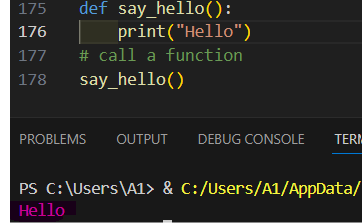 175 def say_hello():
176     print("Hello")
177 # call a function
178 say_hello()
PROBLEMS OUTPUT DEBUG CONSOLE TERM
PS C:\Users\A1> & C:/Users/A1/AppData/
Hello